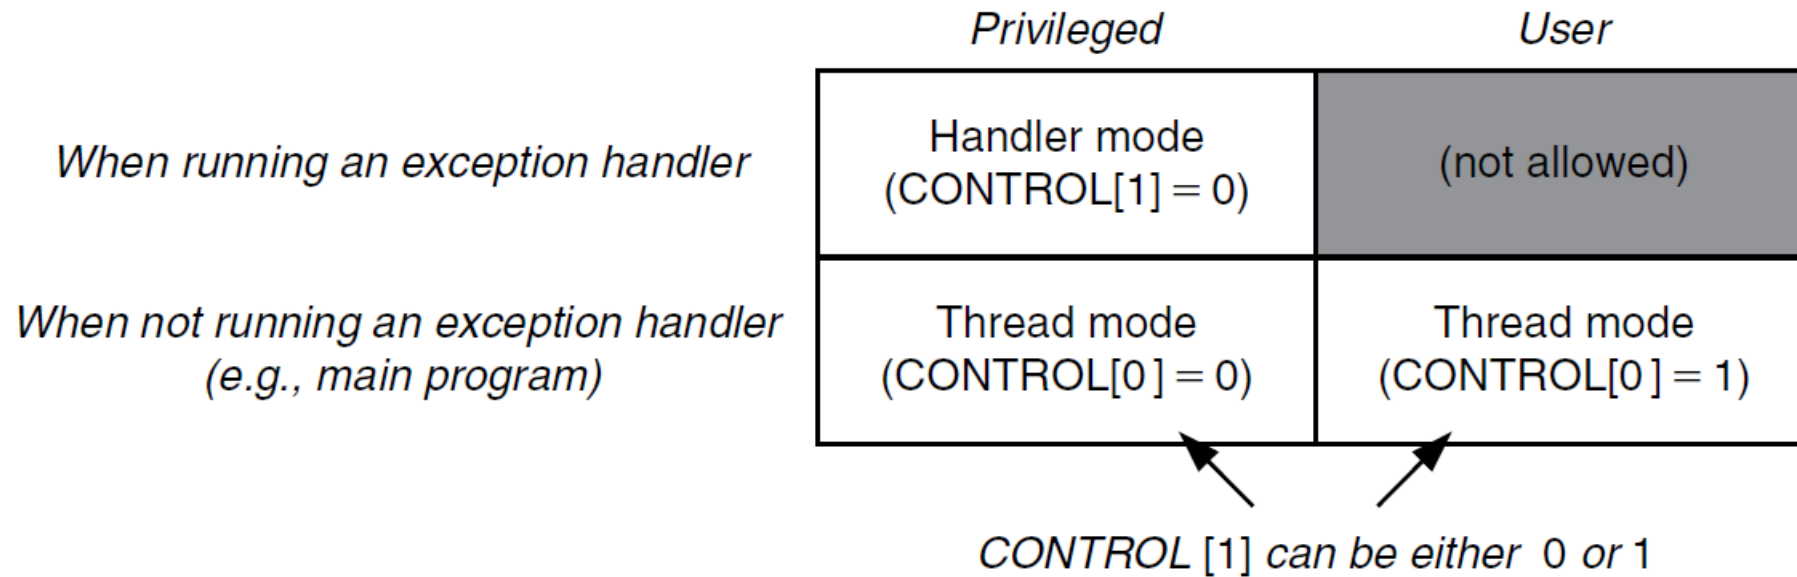 Privileged User
When running an exception handler
Handler mode
(CONTROL[1] = 0)
(not allowed)
When not running an exception handler
(e.g., main program)
Thread mode
(CONTROL[0] = 0)
Thread mode
(CONTROL[0] = 1)
CONTROL [1] can be either 0 or 1